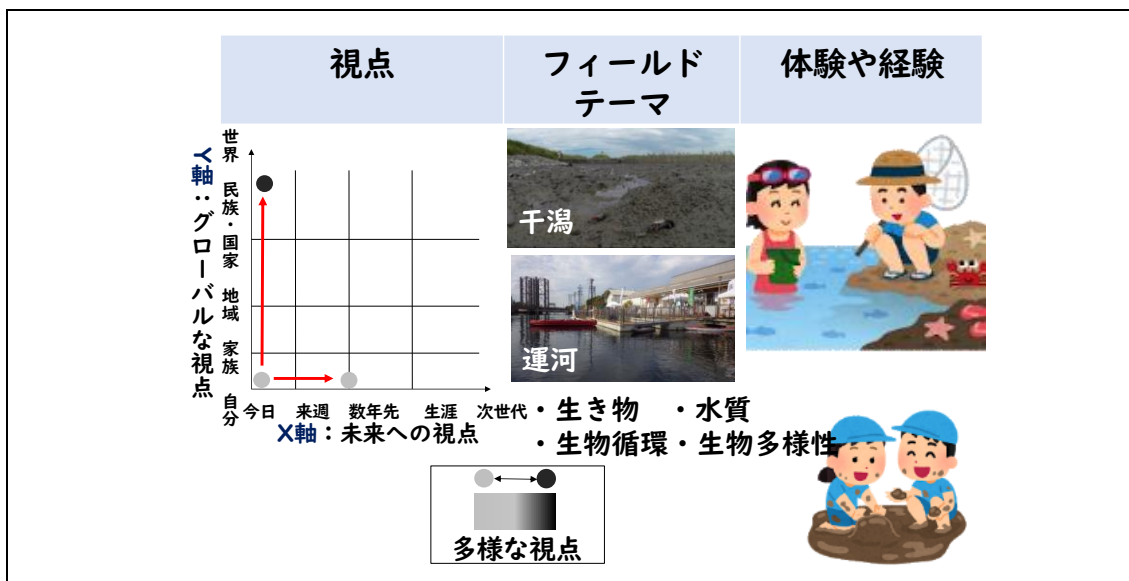 視点
フィールド
テーマ
体験や経験
Y軸：グローバルな視点
世界
民族・国家
地域
家族
自分
今日 来週 数年先 生涯 次世代
X軸：未来への視点
干潟
運河
・生き物 ・水質
・生物循環・生物多様性
多様な視点